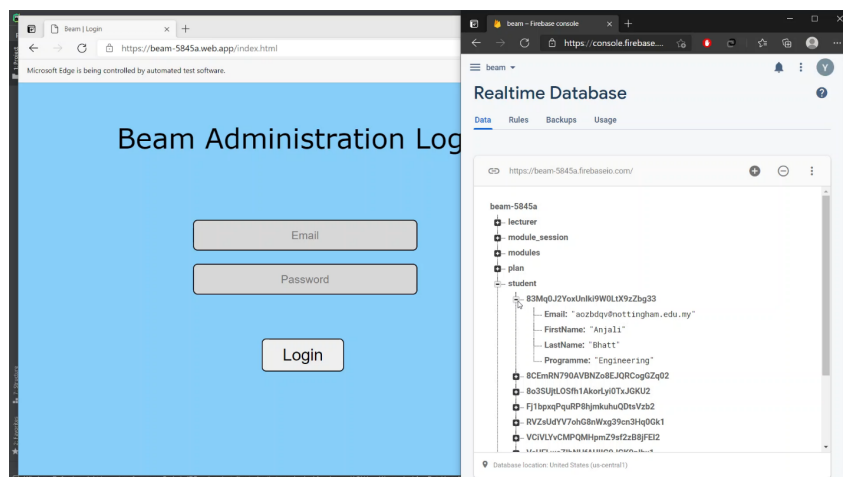 Beam | Login
https://beam-5845a.web.app/index.html
Microsoft Edge is being controlled by automated test software.
Beam Administration Log
Email
Password
Login
beam – Firebase console
https://console.firebase....
beam
Y
Realtime Database
Data Rules Backups Usage
https://beam-5845a.firebaseio.com/
beam-5845a
lecturer
module_session
modules
plan
student
83Mq0J2YoxUnIki9W0LtX9zZbg33
Email: "aozbdqv@nottingham.edu.my"
FirstName: "Anjali"
LastName: "Bhatt"
Programme: "Engineering"
8CEmRN790AVBNZo8EJQRCogGZq02
8o3SUjtLOSfh1AkorLyi0TxJGKU2
Fj1bpxqPquRP8hjmkuhuQDtsVzb2
RVZsUdYV7ohG8nWxg39cn3Hq0Gk1
VCiVLYvCMPQMHpmZ9sf2zB8jFEI2
Database location: United States (us-central1)